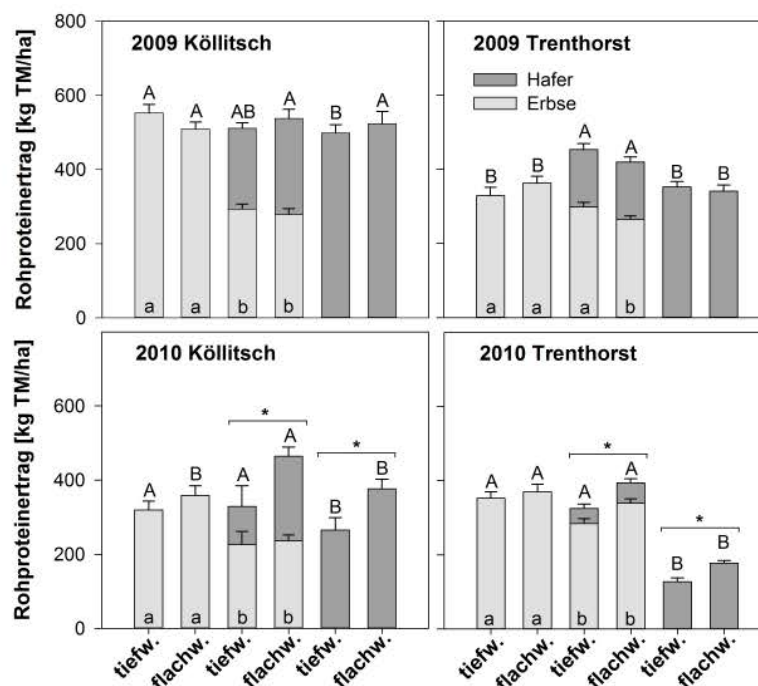 Rohproteinertrag [kg TM/ha]
800
600
400
200
0
2009 Köllitsch
A A AB A B A
a a b b
2009 Trenthorst
Hafer
Erbse
B B A A B B
a a a b
Rohproteinertrag [kg TM/ha]
600
400
200
0
2010 Köllitsch
* *
A B A A B B
a a b b
2010 Trenthorst
* *
A A A A B B
a a b b
tiefw. flachw. tiefw. flachw. tiefw. flachw.
tiefw. flachw. tiefw. flachw. tiefw. flachw.